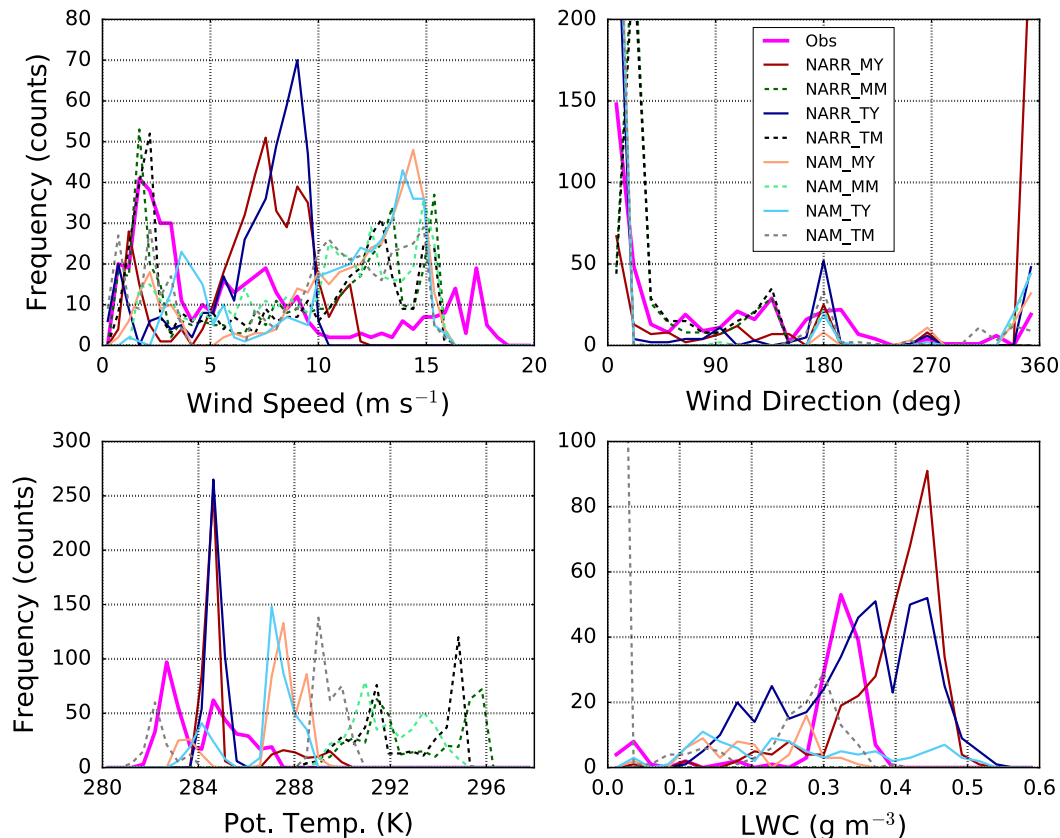 80
70
60
50
40
30
20
10
0
0 5 10 15 20
Frequency (counts)
Wind Speed (m s⁻¹)
200
150
100
50
0
0 90 180 270 360
Wind Direction (deg)
Obs
NARR_MY
NARR_MM
NARR_TY
NARR_TM
NAM_MY
NAM_MM
NAM_TY
NAM_TM
300
250
200
150
100
50
0
280 284 288 292 296
Frequency (counts)
Pot. Temp. (K)
100
80
60
40
20
0
0.0 0.1 0.2 0.3 0.4 0.5 0.6
LWC (g m⁻³)